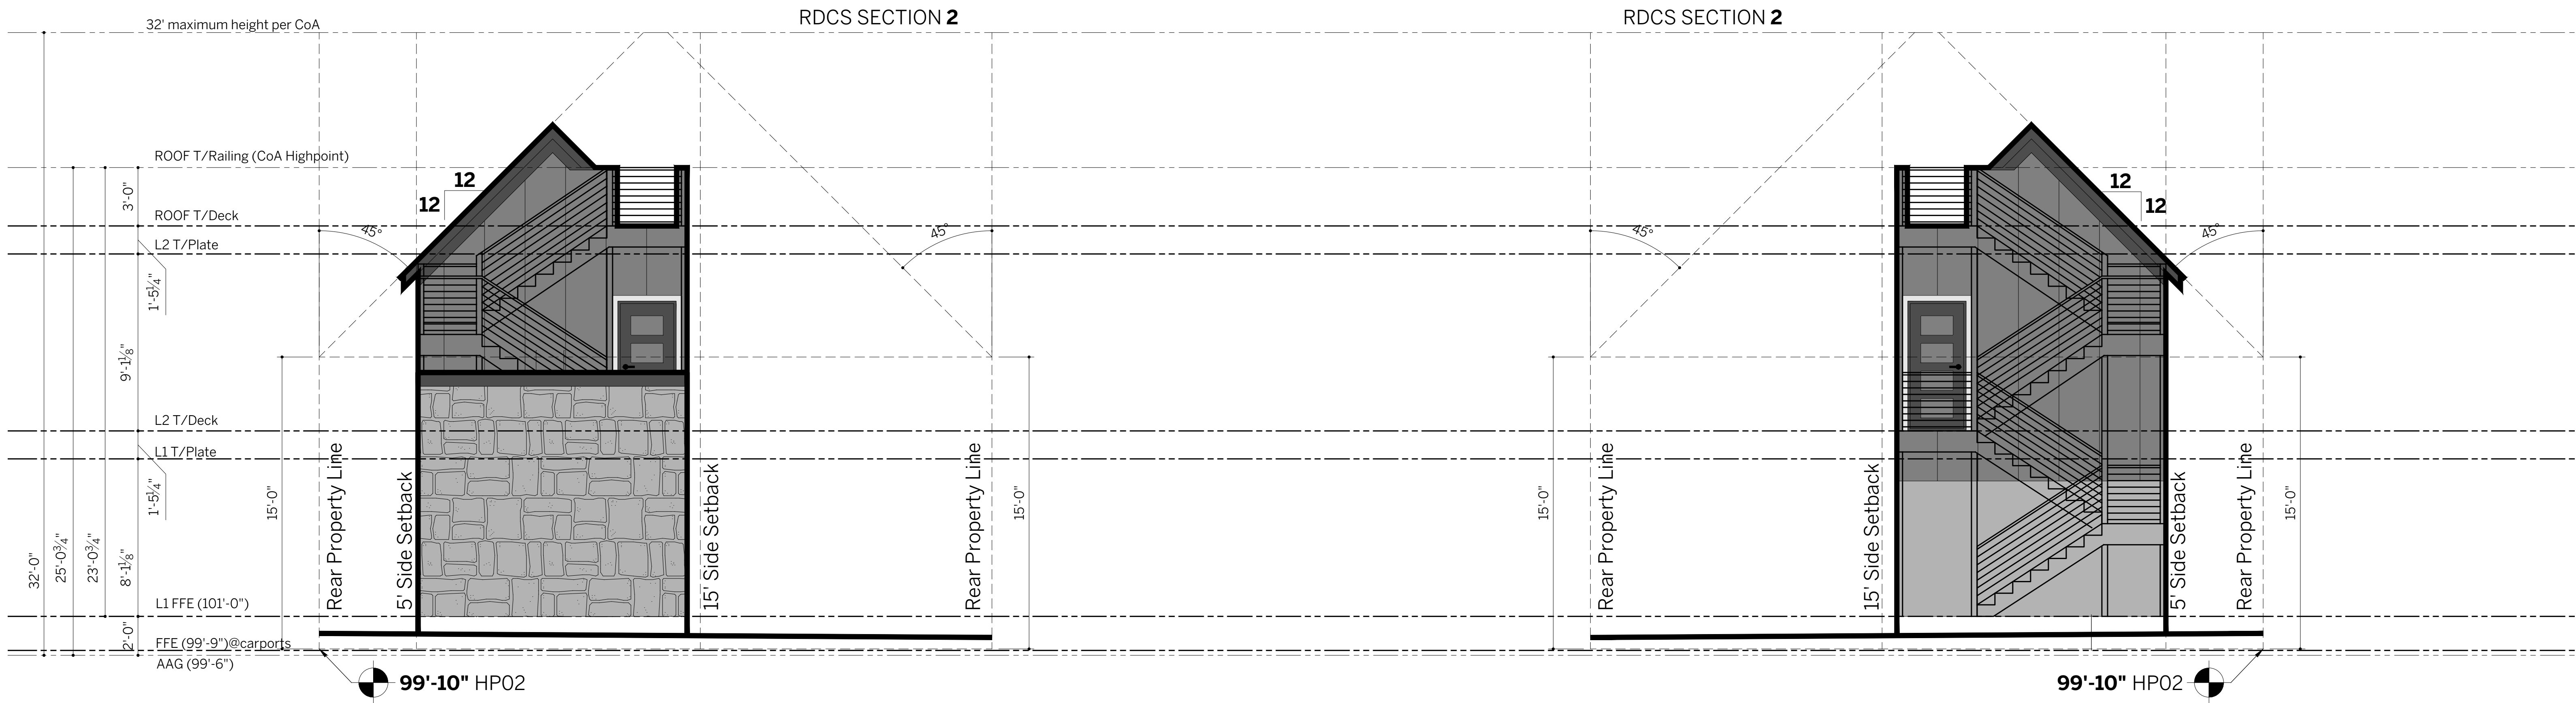 RDCS SECTION 2
RDCS SECTION 2
32' maximum height per CoA
ROOF T/Railing (CoA Highpoint)
ROOF T/Deck
L2 T/Plate
L2 T/Deck
L1 T/Plate
L1 FFE (101'-0")
FFE (99'-9")@carports
AAG (99'-6")
32'-0"
25'-0¾"
23'-0¾"
3'-0"
1'-5¼"
9'-1⅛"
1'-5¼"
8'-1⅛"
2'-0"
12
12
45°
45°
15'-0"
Rear Property Line
5' Side Setback
15' Side Setback
Rear Property Line
15'-0"
99'-10" HP02
45°
12
12
45°
15'-0"
Rear Property Line
15' Side Setback
5' Side Setback
Rear Property Line
15'-0"
99'-10" HP02